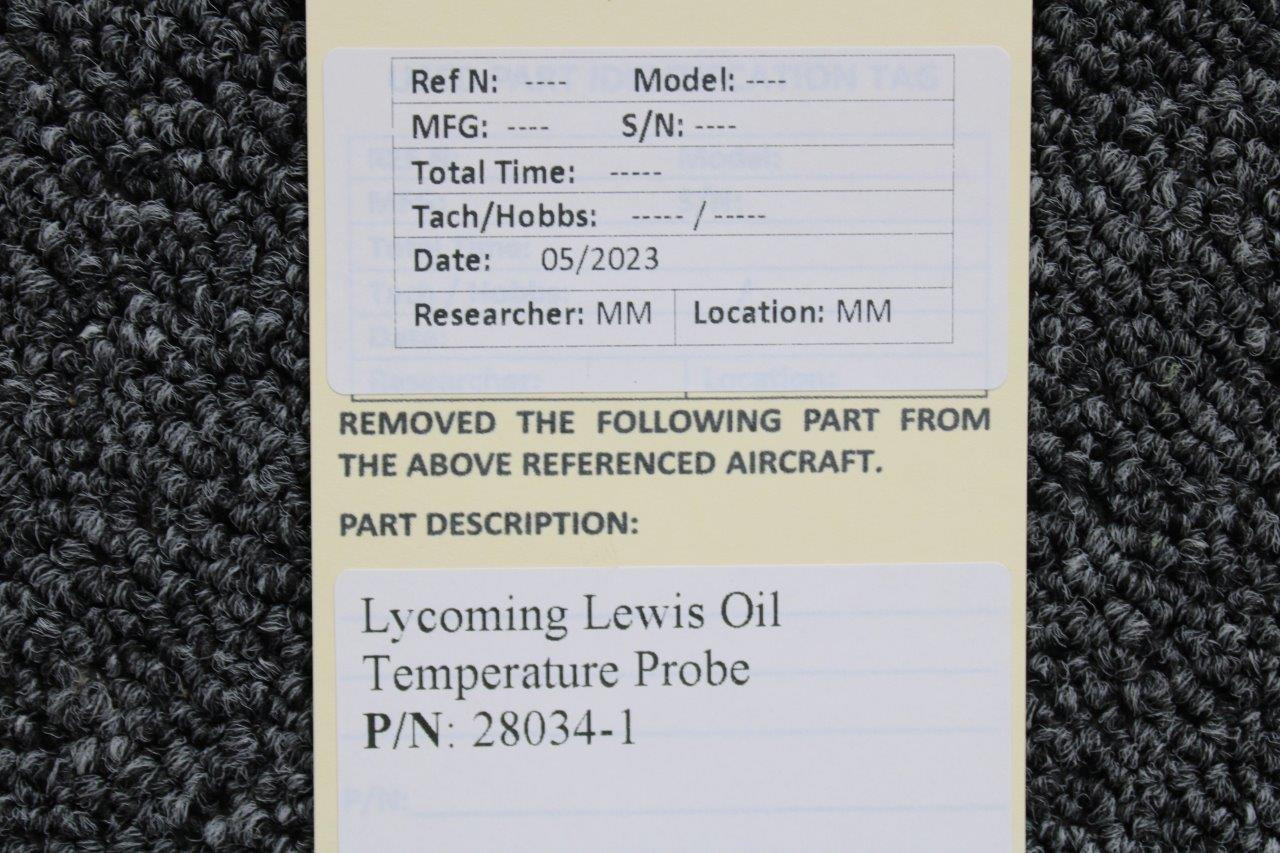 Ref N: ---- Model: ----
MFG: ---- S/N: ----
Total Time: -----
Tach/Hobbs: ----- / -----
Date: 05/2023
Researcher: MM Location: MM
REMOVED THE FOLLOWING PART FROM
THE ABOVE REFERENCED AIRCRAFT.
PART DESCRIPTION:
Lycoming Lewis Oil
Temperature Probe
P/N: 28034-1
P/N: